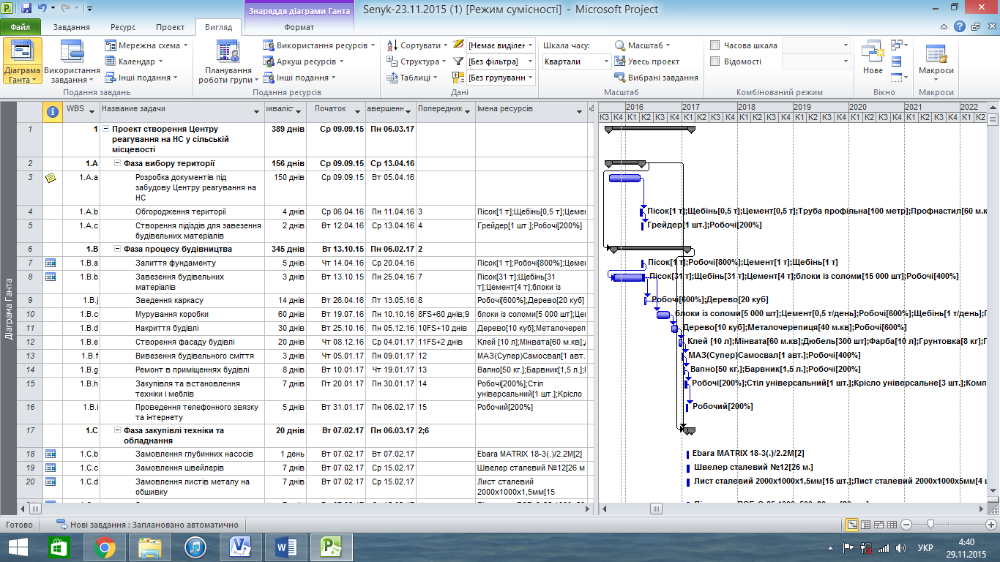 Senyk-23.11.2015 (1) [Режим сумісності] - Microsoft Project
Знаряддя діаграми Ганта
Файл Завдання Ресурс Проект Вигляд Формат
Діаграма Ганта
Використання завдання
Мережна схема
Календар
Інші подання
Подання завдань
Планування роботи групи
Використання ресурсів
Аркуш ресурсів
Інші подання
Подання ресурсів
Сортувати
Структура
Таблиці
[Немає виділен
[Без фільтра]
[Без групуванн
Дані
Шкала часу:
Квартали
Масштаб
Увесь проект
Вибрані завдання
Масштаб
Часова шкала
Відомості
Комбінований режим
Нове
Вікно
Макроси
Макроси
WBS Название задачі ривалісt Початок авершенн Попередник Імена ресурсів
2016 2017 2018 2019 2020 2021 2022
К3 К4 К1 К2 К3 К4 К1 К2 К3 К4 К1 К2 К3 К4 К1 К2 К3 К4 К1 К2 К3 К4 К1 К2 К3 К4 К1 К2
1 1 Проект створення Центру реагування на НС у сільській місцевості 389 днів Ср 09.09.15 Пн 06.03.17
2 1.A Фаза вибору території 156 днів Ср 09.09.15 Ср 13.04.16
3 1.A.a Розробка документів під забудову Центру реагування на НС 150 днів Ср 09.09.15 Вт 05.04.16
4 1.A.b Обгородження території 4 днів Ср 06.04.16 Пн 11.04.16 3 Пісок[1 т];Щебінь[0,5 т];Цемен
Пісок[1 т];Щебінь[0,5 т];Цемент[0,5 т];Труба профільна[100 метр];Профнастил[60 м.к
5 1.A.c Створення підїздів для завезення будівельних матеріалів 2 днів Вт 12.04.16 Ср 13.04.16 4 Грейдер[1 шт.];Робочі[200%]
Грейдер[1 шт.];Робочі[200%]
6 1.B Фаза процесу будівництва 345 днів Вт 13.10.15 Пн 06.02.17 2
7 1.B.a Залиття фундаменту 5 днів Чт 14.04.16 Ср 20.04.16 Пісок[1 т];Робочі[800%];Цемен
Пісок[1 т];Робочі[800%];Цемент[1 т];Щебінь[1 т]
8 1.B.b Завезення будівельних матеріалів 3 днів Вт 13.10.15 Пн 25.04.16 7 Пісок[31 т];Щебінь[31 т];Цемент[4 т];блоки із
Пісок[31 т];Щебінь[31 т];Цемент[4 т];блоки із соломи[15 000 шт];Робочі[400%]
9 1.B.j Зведення каркасу 14 днів Вт 26.04.16 Пт 13.05.16 8 Робочі[600%];Дерево[20 куб]
Робочі[600%];Дерево[20 куб]
10 1.B.c Мурування коробки 60 днів Вт 19.07.16 Пн 10.10.16 8FS+60 днів;9 блоки із соломи[5 000 шт];Це
блоки із соломи[5 000 шт];Цемент[0,5 т/день];Робочі[600%];Щебінь[1 т/день];П
11 1.B.d Накриття будівлі 30 днів Вт 25.10.16 Пн 05.12.16 10FS+10 днів Дерево[10 куб];Металочереп
Дерево[10 куб];Металочерепиця[40 м.кв];Робочі[600%]
12 1.B.e Створення фасаду будівлі 20 днів Чт 08.12.16 Ср 04.01.17 11FS+2 днів Клей [10 л];Мінвата[60 м.кв];
Клей [10 л];Мінвата[60 м.кв];Дюбель[300 шт];Фарба[10 л];Грунтовка[8 кг];
13 1.B.f Вивезення будівельного сміття 3 днів Чт 05.01.17 Пн 09.01.17 12 МАЗ(Супер)Самосвал[1 авт.
МАЗ(Супер)Самосвал[1 авт.];Робочі[400%]
14 1.B.g Ремонт в приміщеннях будівлі 8 днів Вт 10.01.17 Чт 19.01.17 13 Вапно[50 кг.];Барвник[1,5 л.];
Вапно[50 кг.];Барвник[1,5 л.];Робочі[200%]
15 1.B.h Закупівля та встановлення техніки і меблів 7 днів Пт 20.01.17 Пн 30.01.17 14 Робочі[200%];Стіл універсальний[1 шт.];Крісло
Робочі[200%];Стіл універсальний[1 шт.];Крісло універсальне[3 шт.];Комп
16 1.B.i Проведення телефонного звязку та інтернету 5 днів Вт 31.01.17 Пн 06.02.17 15 Робочий[200%]
Робочий[200%]
17 1.C Фаза закупівлі техніки та обладнання 20 днів Вт 07.02.17 Пн 06.03.17 2;6
18 1.C.b Замовлення глубинних насосів 1 день Вт 07.02.17 Вт 07.02.17 Ebara MATRIX 18-3(.)/2.2M[2]
Ebara MATRIX 18-3(.)/2.2M[2]
19 1.C.c Замовлення швейлерів 7 днів Вт 07.02.17 Ср 15.02.17 Швелер сталевий №12[26 м
Швелер сталевий №12[26 м.]
20 1.C.d Замовлення листів металу на обшивку 7 днів Вт 07.02.17 Ср 15.02.17 Лист сталевий 2000х1000х1,5мм[15
Лист сталевий 2000х1000х1,5мм[15 шт.];Лист сталевий 2000х1000х5мм[4 ш
Діаграма Ганта
Готово Нові завдання : Заплановано автоматично
УКР
4:40
29.11.2015